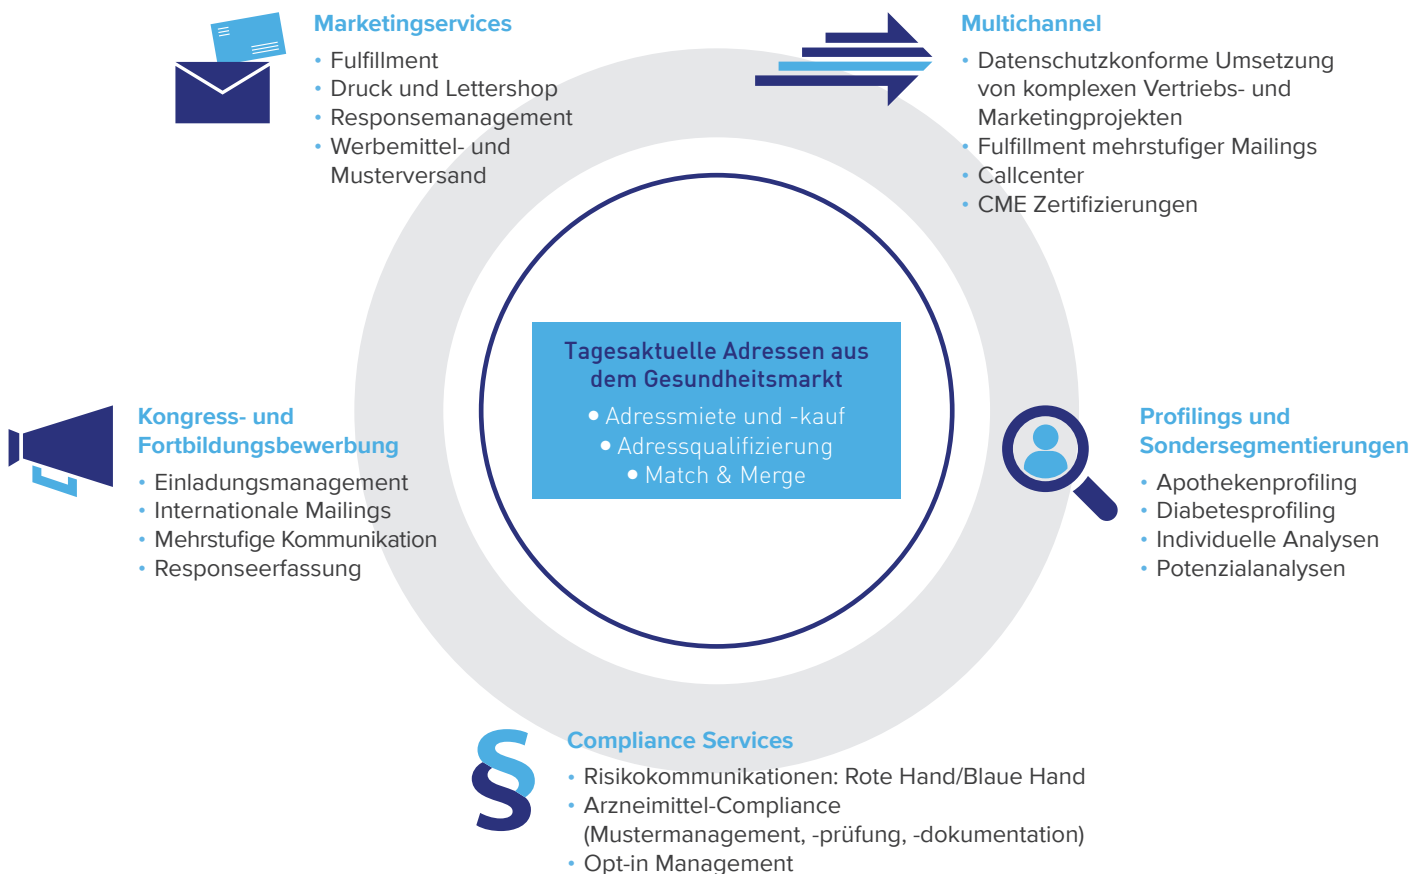 Marketingservices
• Fulfillment
• Druck und Lettershop
• Responsemanagement
• Werbemittel- und
Musterversand
Multichannel
• Datenschutzkonforme Umsetzung
von komplexen Vertriebs- und
Marketingprojekten
• Fulfillment mehrstufiger Mailings
• Callcenter
• CME Zertifizierungen
Tagesaktuelle Adressen aus
dem Gesundheitsmarkt
• Adressmiete und -kauf
• Adressqualifizierung
• Match & Merge
Kongress- und
Fortbildungsbewerbung
• Einladungsmanagement
• Internationale Mailings
• Mehrstufige Kommunikation
• Responseerfassung
Profilings und
Sondersegmentierungen
• Apothekenprofiling
• Diabetesprofiling
• Individuelle Analysen
• Potenzialanalysen
§
Compliance Services
• Risikokommunikationen: Rote Hand/Blaue Hand
• Arzneimittel-Compliance
(Mustermanagement, -prüfung, -dokumentation)
• Opt-in Management